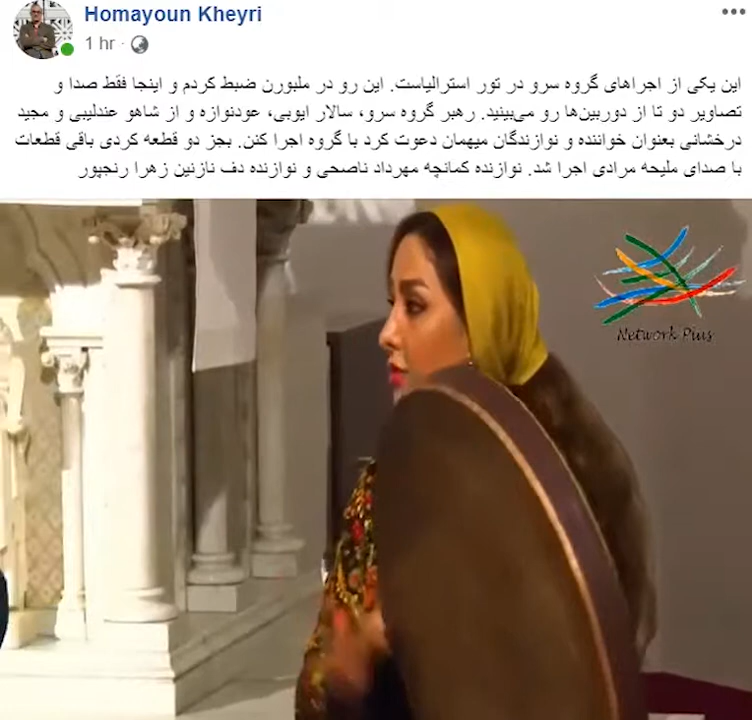 Homayoun Kheyri
1 hr ·
این یکی از اجراهای گروه سرو در تور استرالیاست. این رو در ملبورن ضبط کردم و اینجا فقط صدا و
تصاویر دو تا از دوربین‌ها رو می‌بینید. رهبر گروه سرو، سالار ایوبی، عودنوازه و از شاهو عندلیبی و مجید
درخشانی بعنوان خواننده و نوازندگان میهمان دعوت کرد با گروه اجرا کنن. بجز دو قطعه کردی باقی قطعات
با صدای ملیحه مرادی اجرا شد. نوازنده کمانچه مهرداد ناصحی و نوازنده دف نازنین زهرا رنجپور
Network Plus